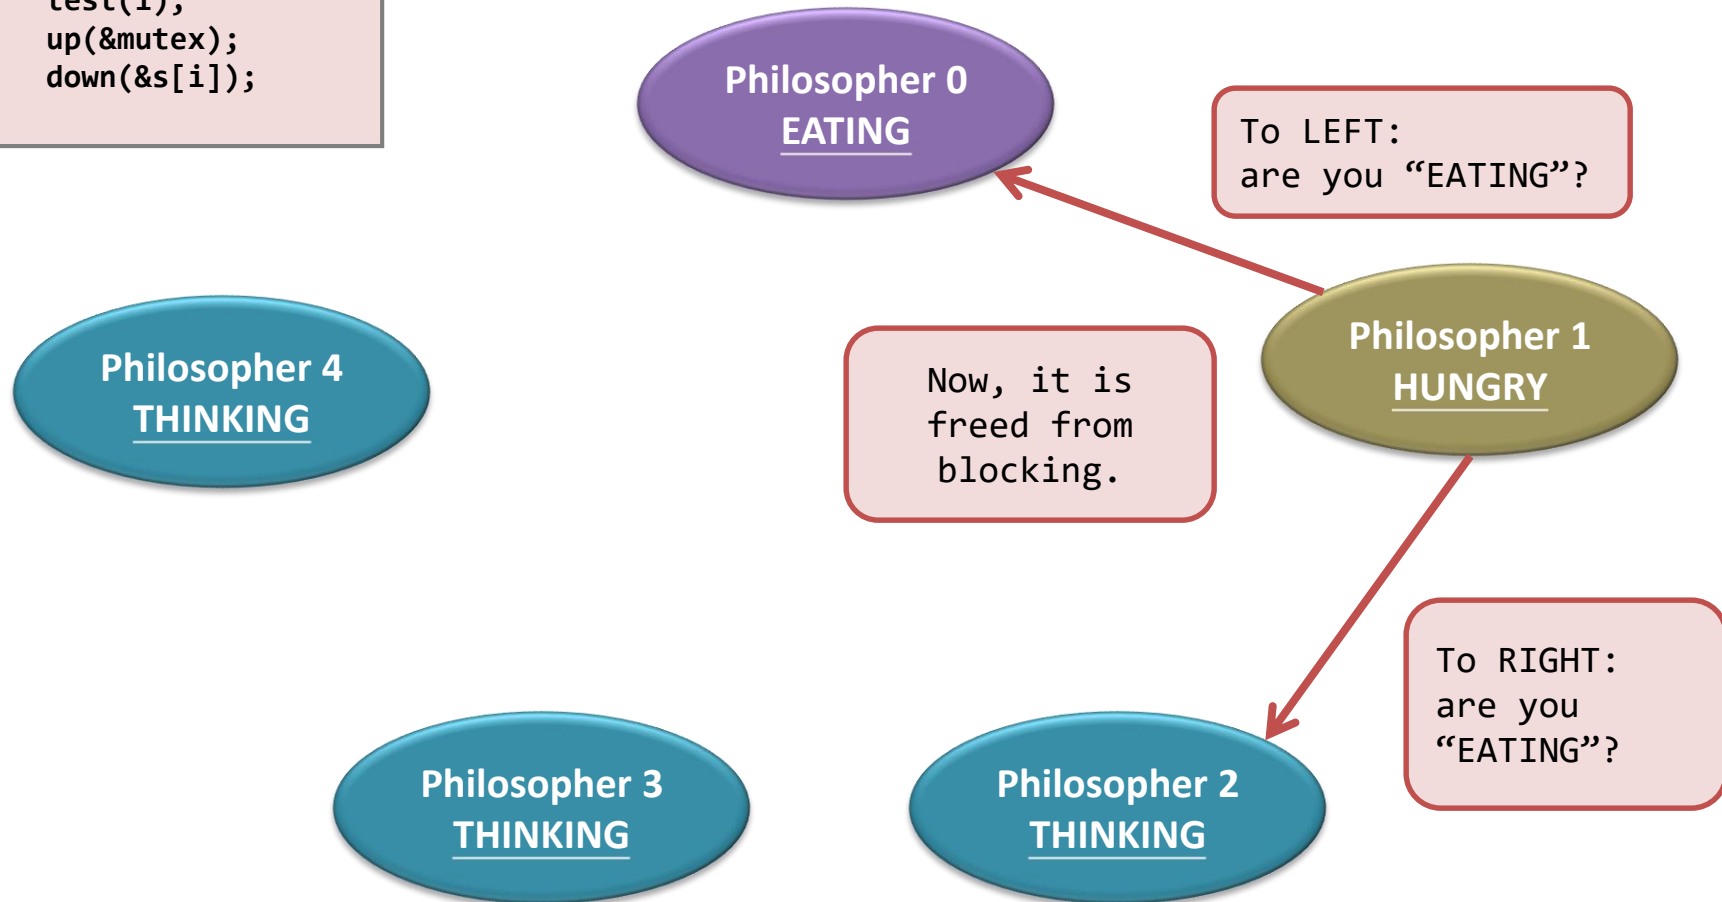 test(i);
up(&mutex);
down(&s[i]);
Philosopher 0
EATING
To LEFT:
are you “EATING”?
Philosopher 1
HUNGRY
Now, it is
freed from
blocking.
Philosopher 4
THINKING
To RIGHT:
are you
“EATING”?
Philosopher 3
THINKING
Philosopher 2
THINKING